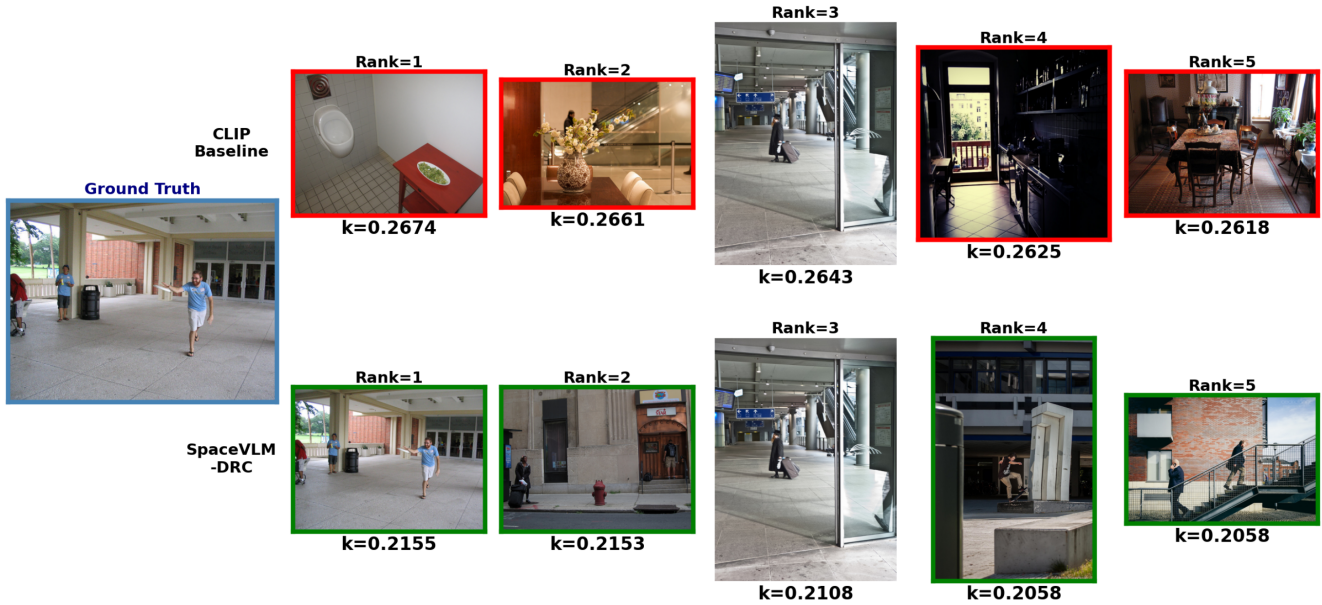 Rank=1
Rank=2
Rank=3
Rank=4
Rank=5
CLIP
Baseline
k=0.2674
k=0.2661
k=0.2643
k=0.2625
k=0.2618
Ground Truth
Rank=1
Rank=2
Rank=3
Rank=4
Rank=5
SpaceVLM
-DRC
k=0.2155
k=0.2153
k=0.2108
k=0.2058
k=0.2058